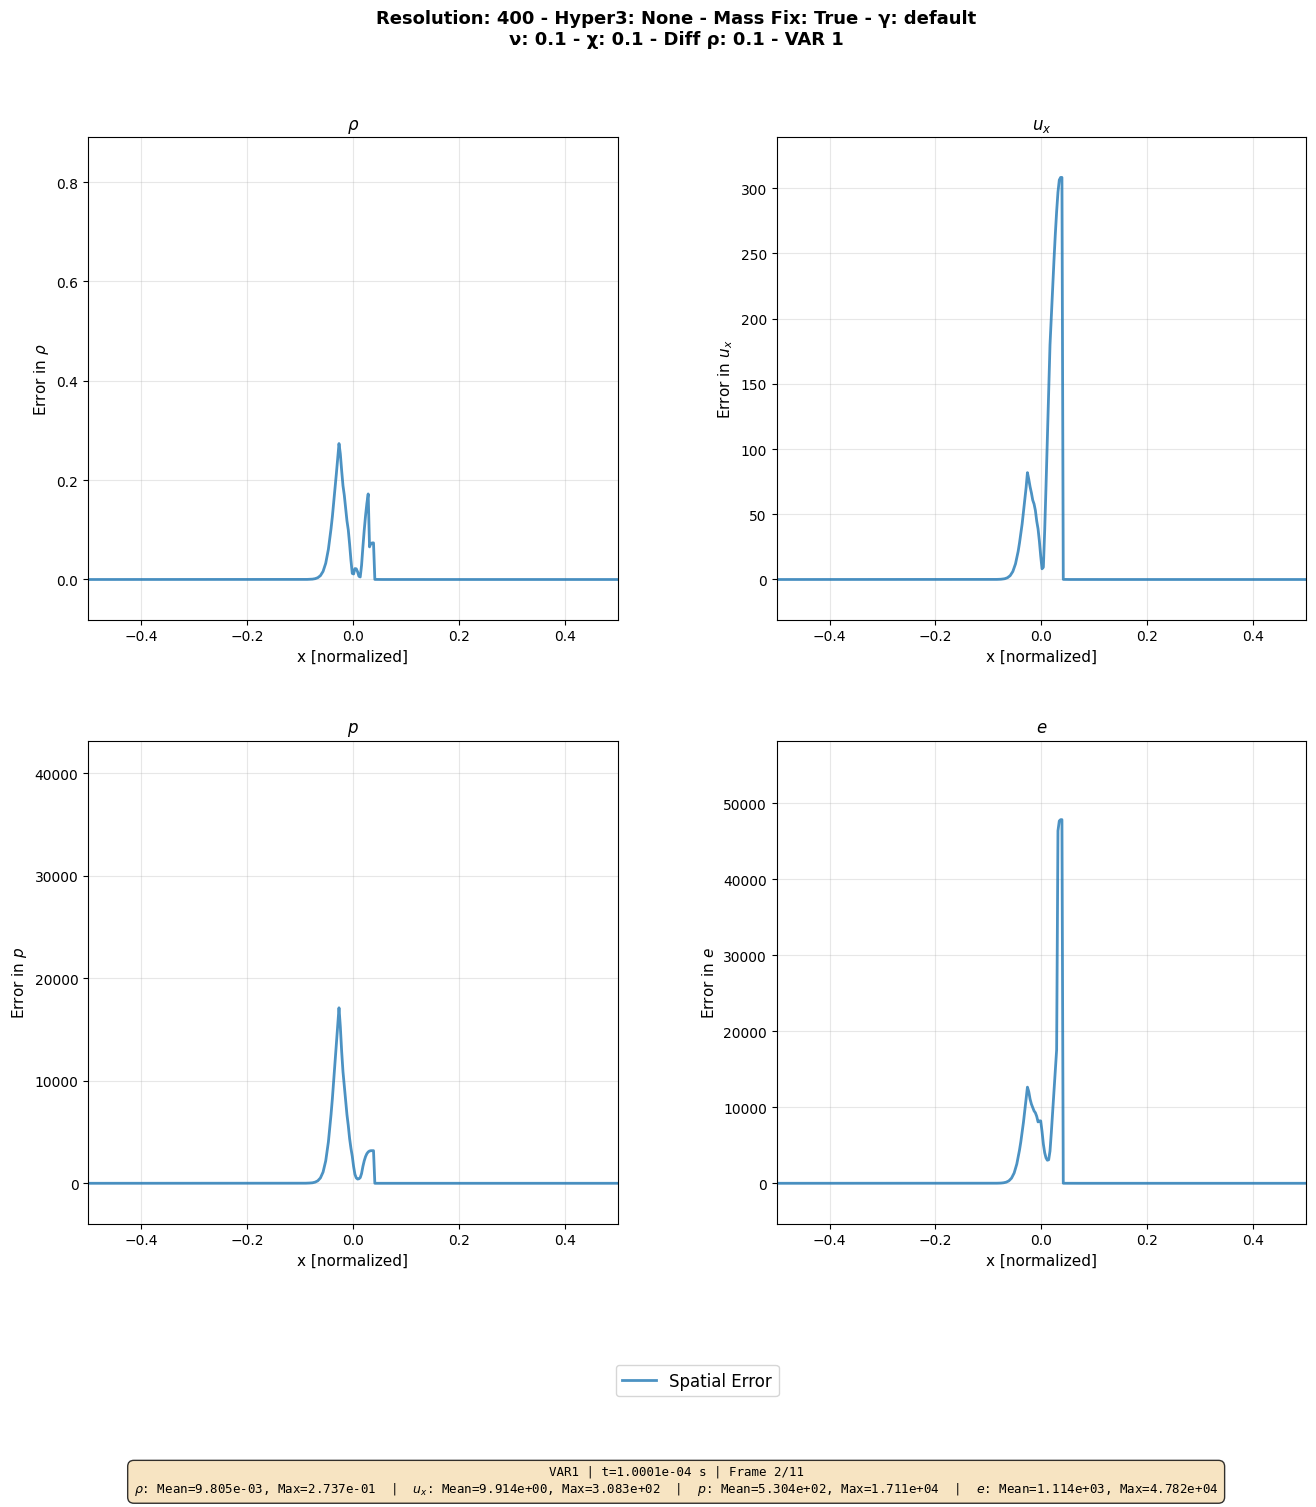 Resolution: 400 - Hyper3: None - Mass Fix: True - γ: default
ν: 0.1 - χ: 0.1 - Diff ρ: 0.1 - VAR 1
ρ
Error in ρ
0.8
0.6
0.4
0.2
0.0
−0.4 −0.2 0.0 0.2 0.4
x [normalized]
u_x
Error in u_x
300
250
200
150
100
50
0
−0.4 −0.2 0.0 0.2 0.4
x [normalized]
p
Error in p
40000
30000
20000
10000
0
−0.4 −0.2 0.0 0.2 0.4
x [normalized]
e
Error in e
50000
40000
30000
20000
10000
0
−0.4 −0.2 0.0 0.2 0.4
x [normalized]
Spatial Error
VAR1 | t=1.0001e-04 s | Frame 2/11
ρ: Mean=9.805e-03, Max=2.737e-01 | u_x: Mean=9.914e+00, Max=3.083e+02 | p: Mean=5.304e+02, Max=1.711e+04 | e: Mean=1.114e+03, Max=4.782e+04